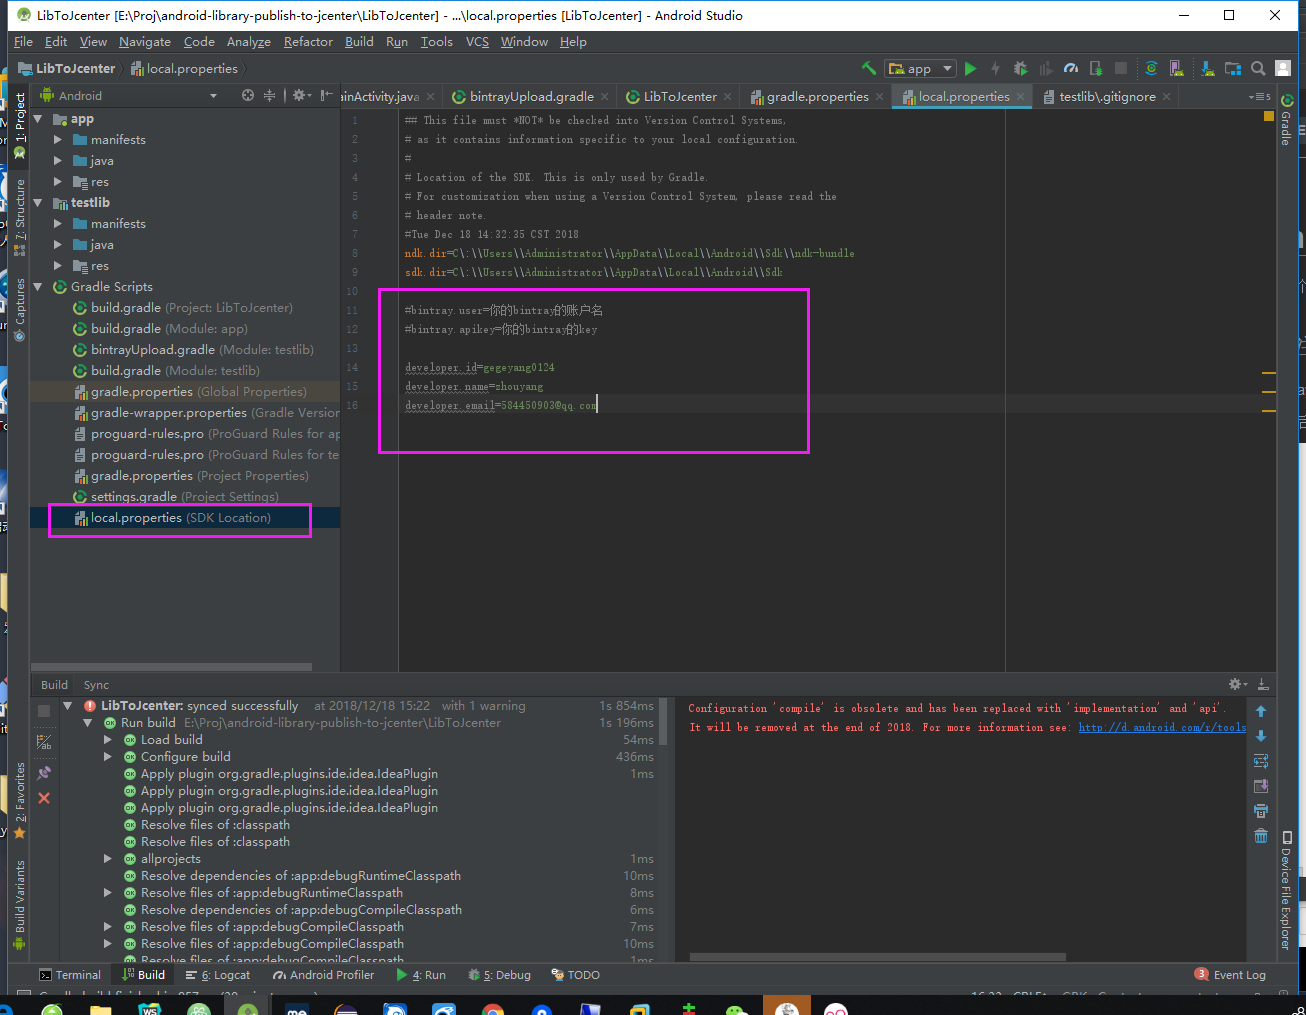 LibToJcenter [E:\Proj\android-library-publish-to-jcenter\LibToJcenter] - ...\local.properties [LibToJcenter] - Android Studio
File Edit View Navigate Code Analyze Refactor Build Run Tools VCS Window Help
LibToJcenter local.properties
app
Android
ainActivity.java bintrayUpload.gradle LibToJcenter gradle.properties local.properties testlib\.gitignore
5
1: Project
7: Structure
Captures
2: Favorites
Build Variants
Gradle
Device File Explorer
app
manifests
java
res
testlib
manifests
java
res
Gradle Scripts
build.gradle (Project: LibToJcenter)
build.gradle (Module: app)
bintrayUpload.gradle (Module: testlib)
build.gradle (Module: testlib)
gradle.properties (Global Properties)
gradle-wrapper.properties (Gradle Version
proguard-rules.pro (ProGuard Rules for ap
proguard-rules.pro (ProGuard Rules for te
gradle.properties (Project Properties)
settings.gradle (Project Settings)
local.properties (SDK Location)
1 ## This file must *NOT* be checked into Version Control Systems,
2 # as it contains information specific to your local configuration.
3 #
4 # Location of the SDK. This is only used by Gradle.
5 # For customization when using a Version Control System, please read the
6 # header note.
7 #Tue Dec 18 14:32:35 CST 2018
8 ndk.dir=C\:\\Users\\Administrator\\AppData\\Local\\Android\\Sdk\\ndk-bundle
9 sdk.dir=C\:\\Users\\Administrator\\AppData\\Local\\Android\\Sdk
10
11 #bintray.user=你的bintray的账户名
12 #bintray.apikey=你的bintray的key
13
14 developer.id=gegeyang0124
15 developer.name=zhouyang
16 developer.email=584450903@qq.com
Build Sync
LibToJcenter: synced successfully at 2018/12/18 15:22 with 1 warning 1s 854ms
Run build E:\Proj\android-library-publish-to-jcenter\LibToJcenter 1s 196ms
Load build 54ms
Configure build 436ms
Apply plugin org.gradle.plugins.ide.idea.IdeaPlugin 1ms
Apply plugin org.gradle.plugins.ide.idea.IdeaPlugin
Apply plugin org.gradle.plugins.ide.idea.IdeaPlugin
Resolve files of :classpath
Resolve files of :classpath
allprojects 1ms
Resolve dependencies of :app:debugRuntimeClasspath 10ms
Resolve files of :app:debugRuntimeClasspath 8ms
Resolve dependencies of :app:debugCompileClasspath 6ms
Resolve files of :app:debugCompileClasspath 7ms
Resolve files of :app:debugCompileClasspath 10ms
Resolve files of :app:debugCompileClasspath 1ms
Configuration 'compile' is obsolete and has been replaced with 'implementation' and 'api'.
It will be removed at the end of 2018. For more information see: http://d.android.com/r/tools
Terminal Build 6: Logcat Android Profiler 4: Run 5: Debug TODO 3 Event Log